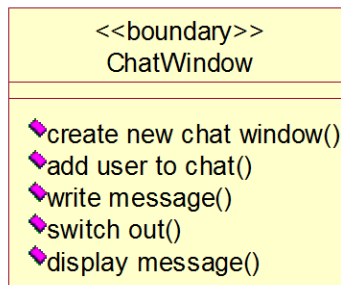 <<boundary>>
ChatWindow
create new chat window()
add user to chat()
write message()
switch out()
display message()